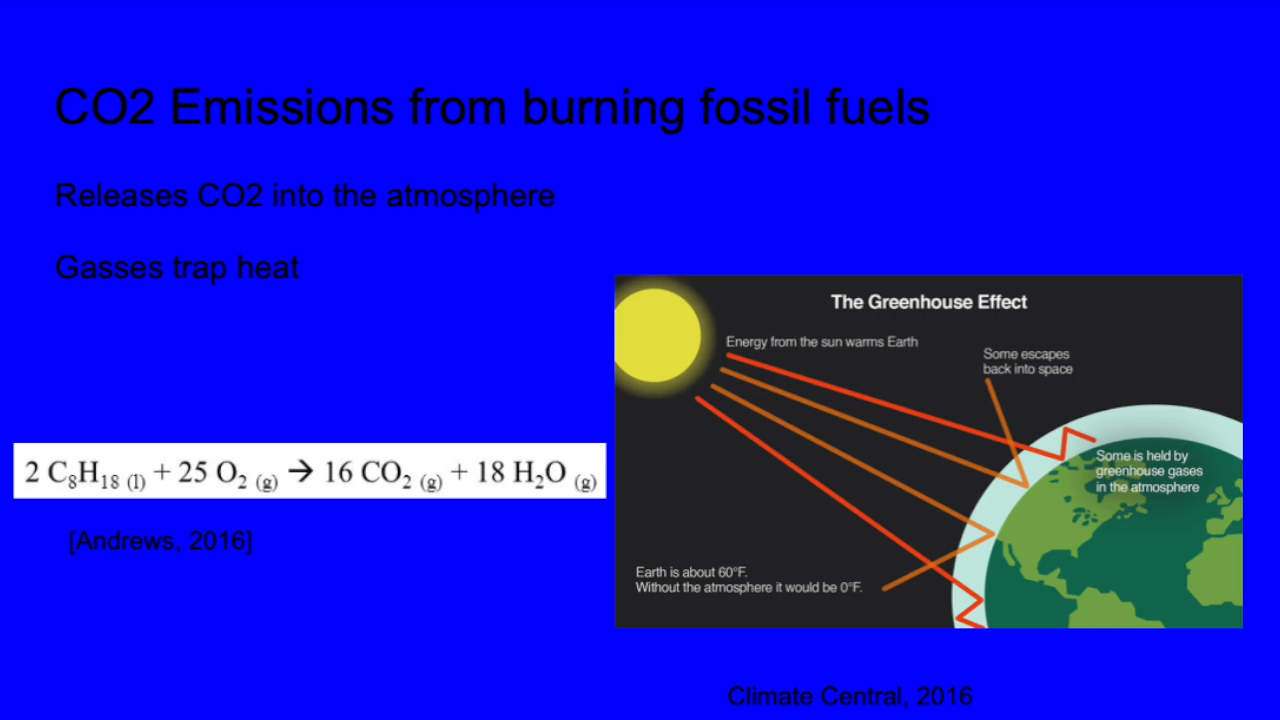 CO2 Emissions from burning fossil fuels
Releases CO2 into the atmosphere
Gasses trap heat
The Greenhouse Effect
Energy from the sun warms Earth
Some escapes
back into space
Some is held by
greenhouse gases
in the atmosphere
Earth is about 60°F.
Without the atmosphere it would be 0°F.
2 C₈H₁₈ (l) + 25 O₂ (g) → 16 CO₂ (g) + 18 H₂O (g)
[Andrews, 2016]
Climate Central, 2016